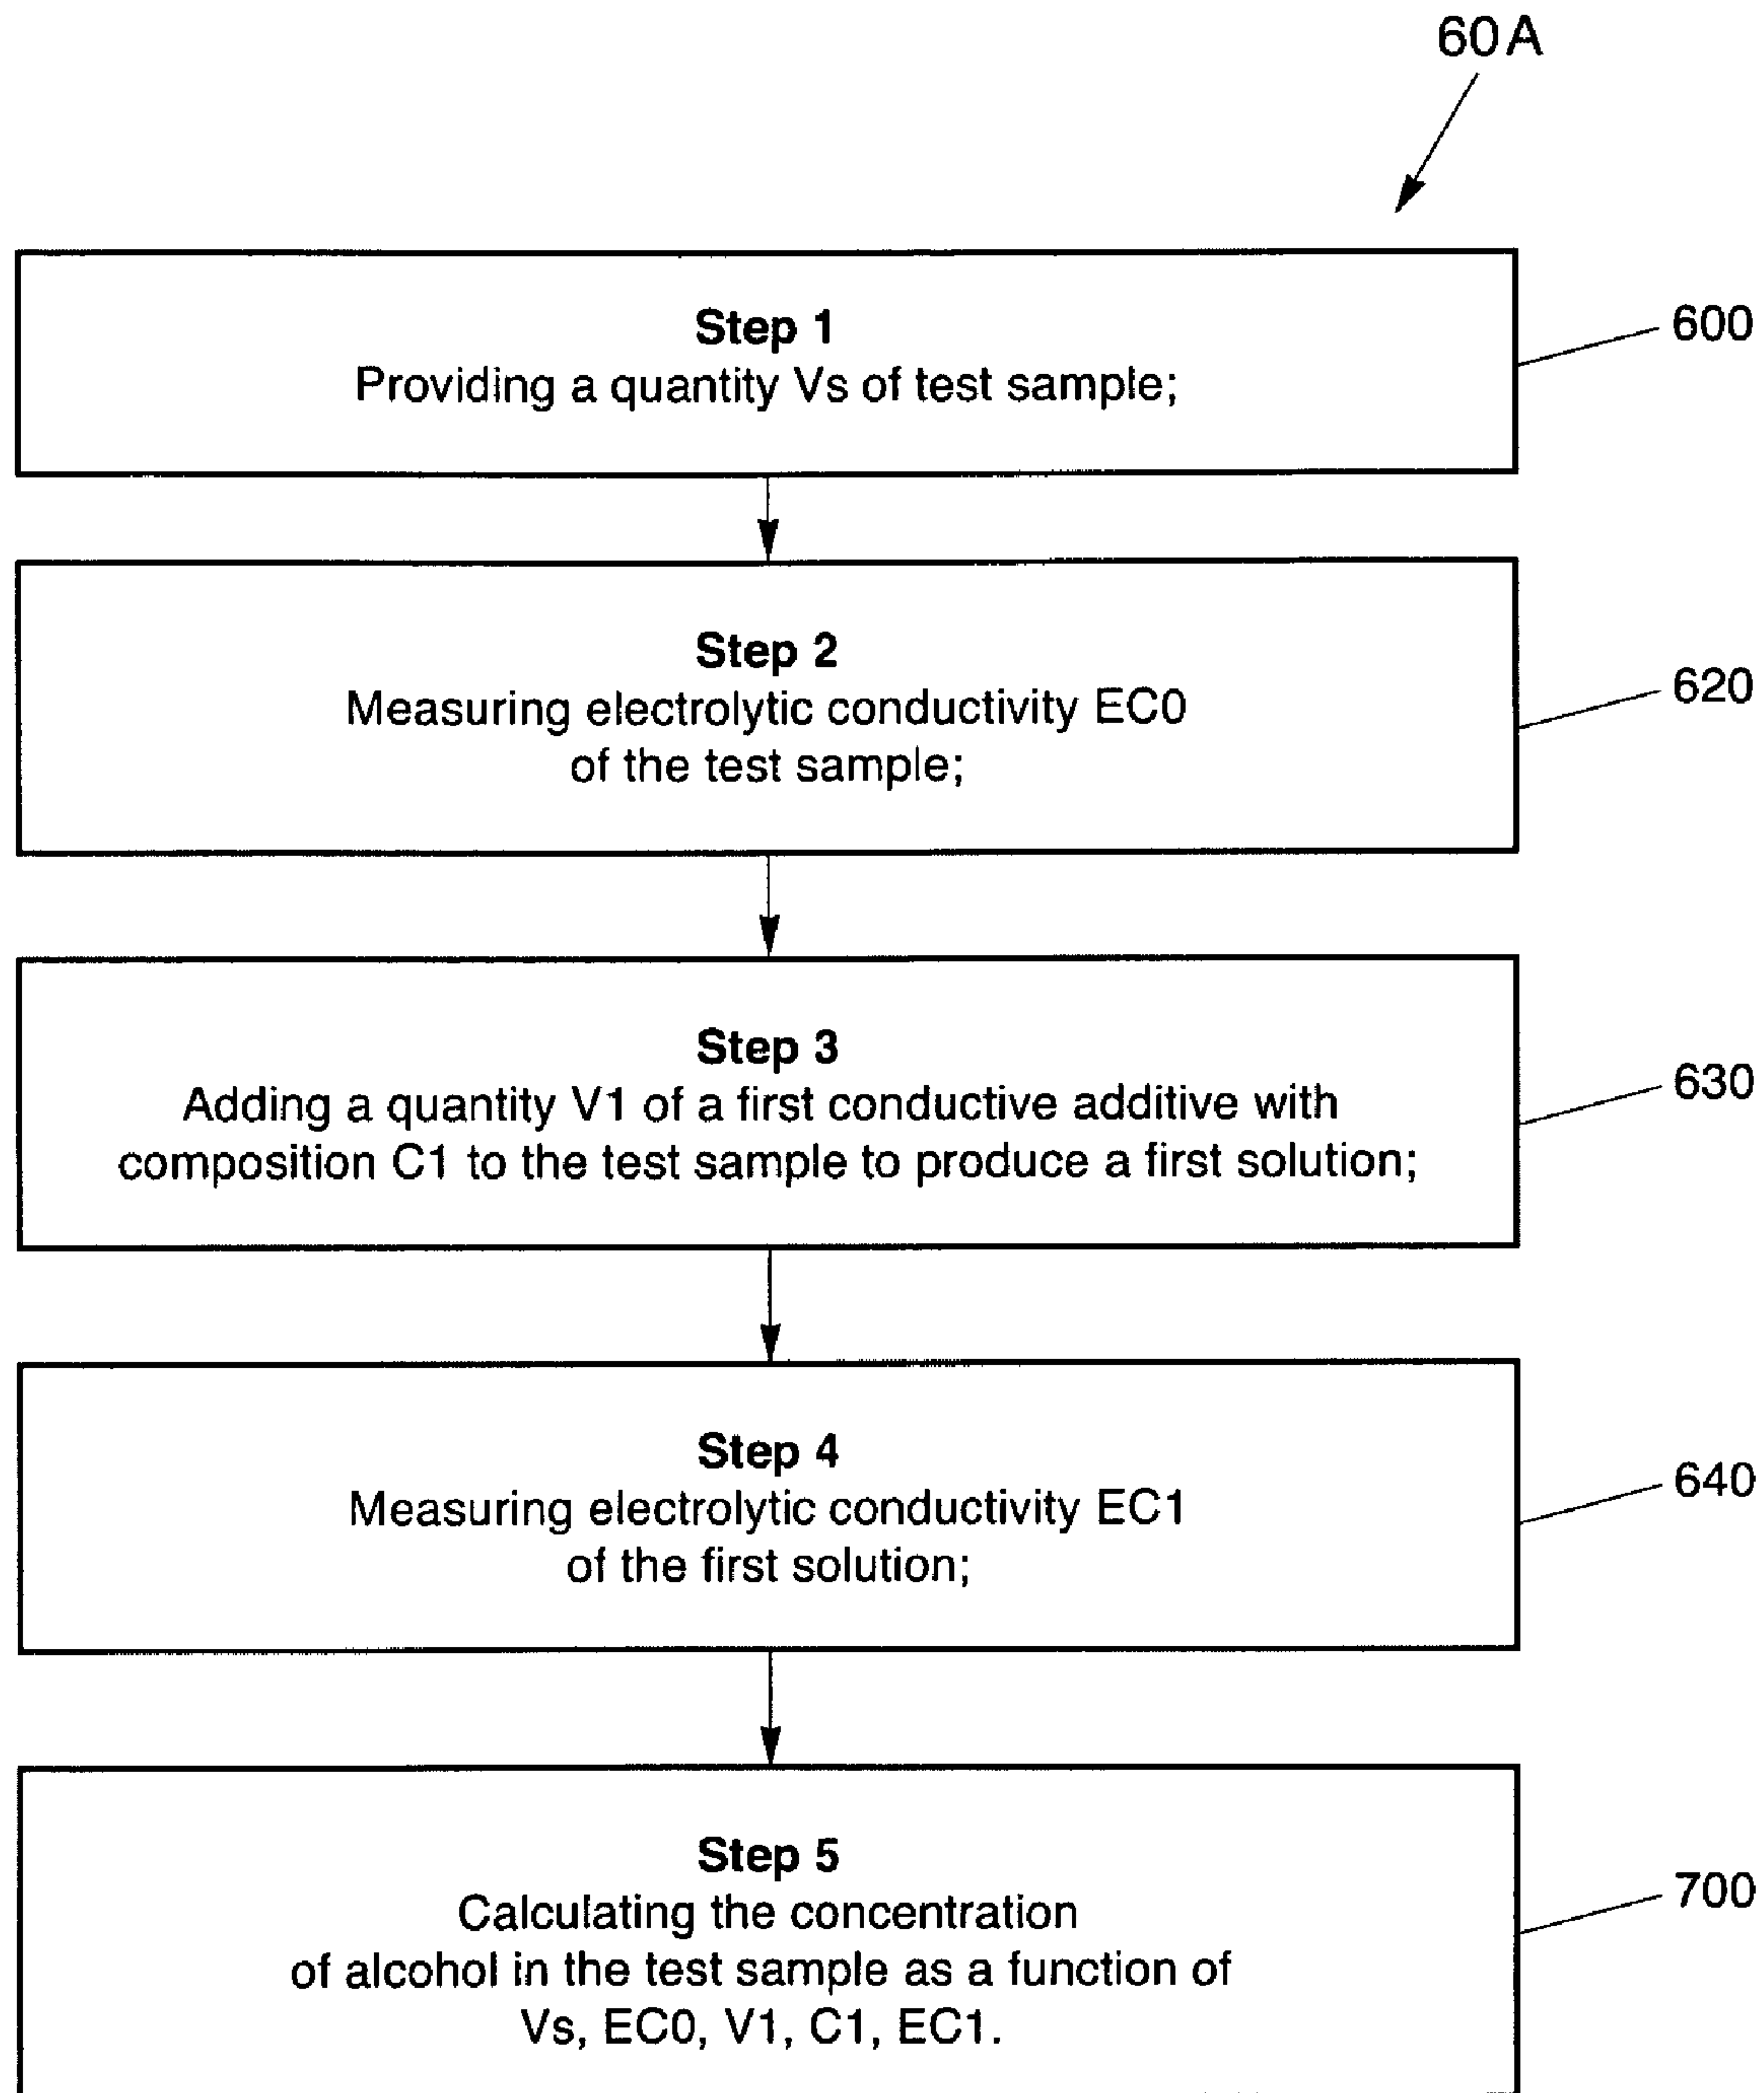 60A
Step 1
Providing a quantity Vs of test sample;
600
Step 2
Measuring electrolytic conductivity EC0
of the test sample;
620
Step 3
Adding a quantity V1 of a first conductive additive with
composition C1 to the test sample to produce a first solution;
630
Step 4
Measuring electrolytic conductivity EC1
of the first solution;
640
Step 5
Calculating the concentration
of alcohol in the test sample as a function of
Vs, EC0, V1, C1, EC1.
700